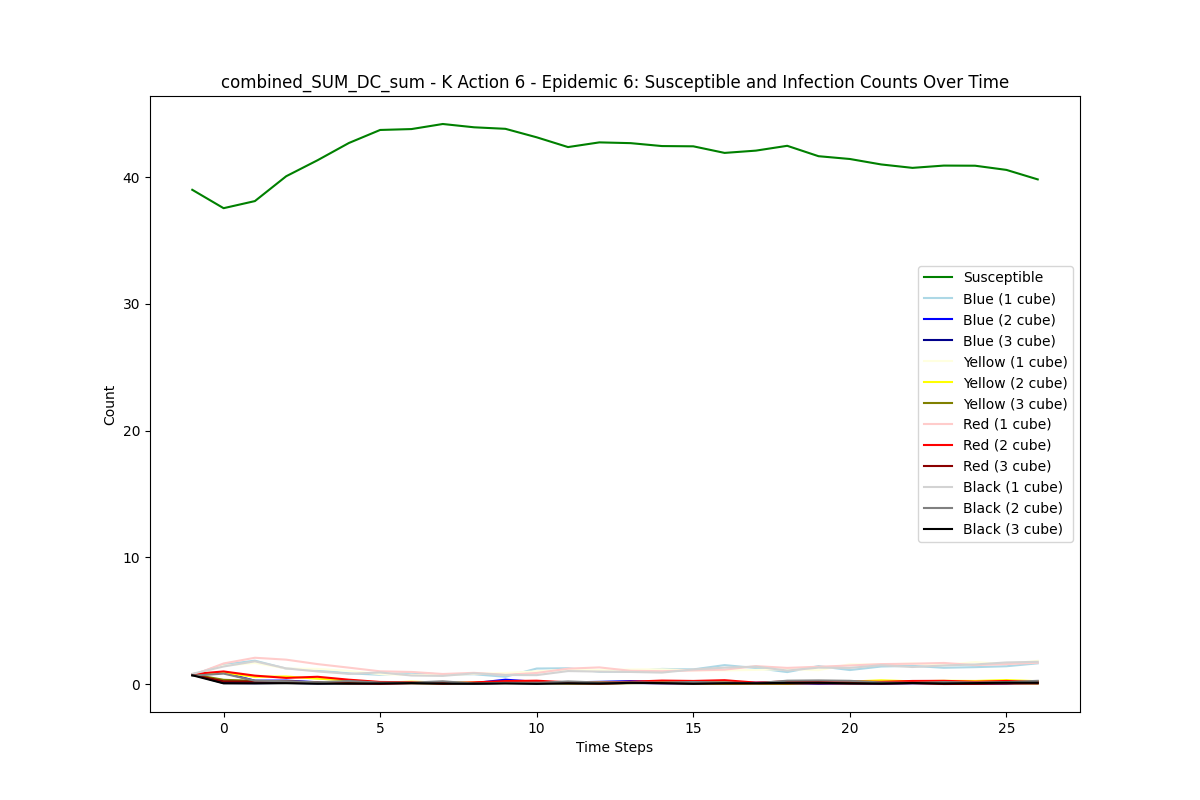 combined_SUM_DC_sum - K Action 6 - Epidemic 6: Susceptible and Infection Counts Over Time
Count
40
30
20
10
0
Susceptible
Blue (1 cube)
Blue (2 cube)
Blue (3 cube)
Yellow (1 cube)
Yellow (2 cube)
Yellow (3 cube)
Red (1 cube)
Red (2 cube)
Red (3 cube)
Black (1 cube)
Black (2 cube)
Black (3 cube)
0 5 10 15 20 25
Time Steps